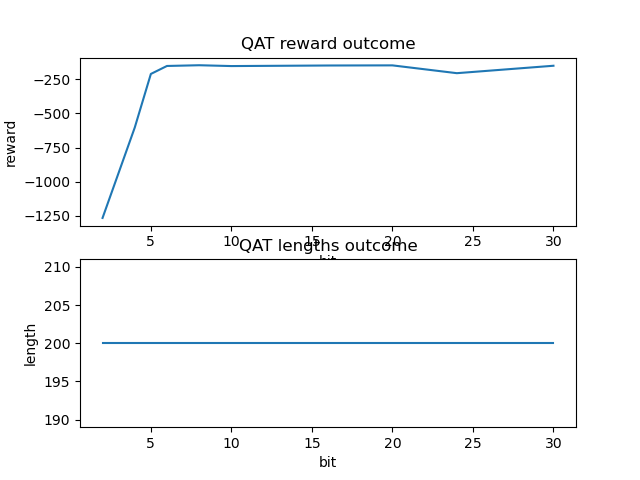 QAT reward outcome
reward
−250
−500
−750
−1000
−1250
5 10 15 20 25 30
bit
QAT lengths outcome
length
210
205
200
195
190
5 10 15 20 25 30
bit